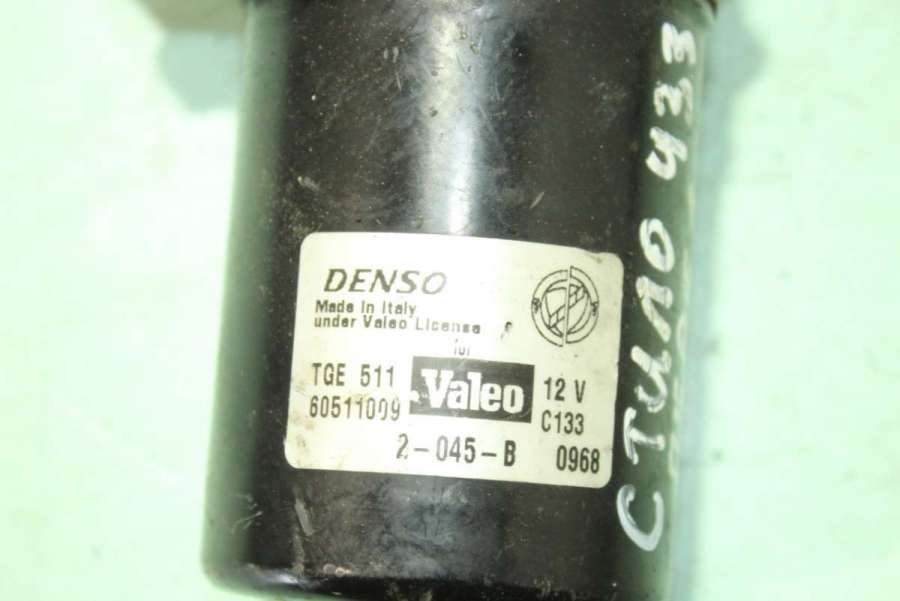 DENSO
Made in Italy
under Valeo License
for
TGE 511
Valeo
12 V
60511009
C133
2-045-B
0968
СТИЛО 433